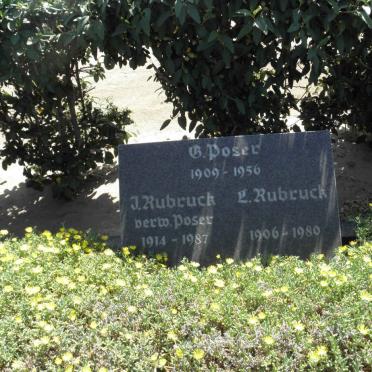 G. Poser
1909 - 1956
I. Rubruck L. Rubruck
verw. Poser
1914 - 1987 1906 - 1980